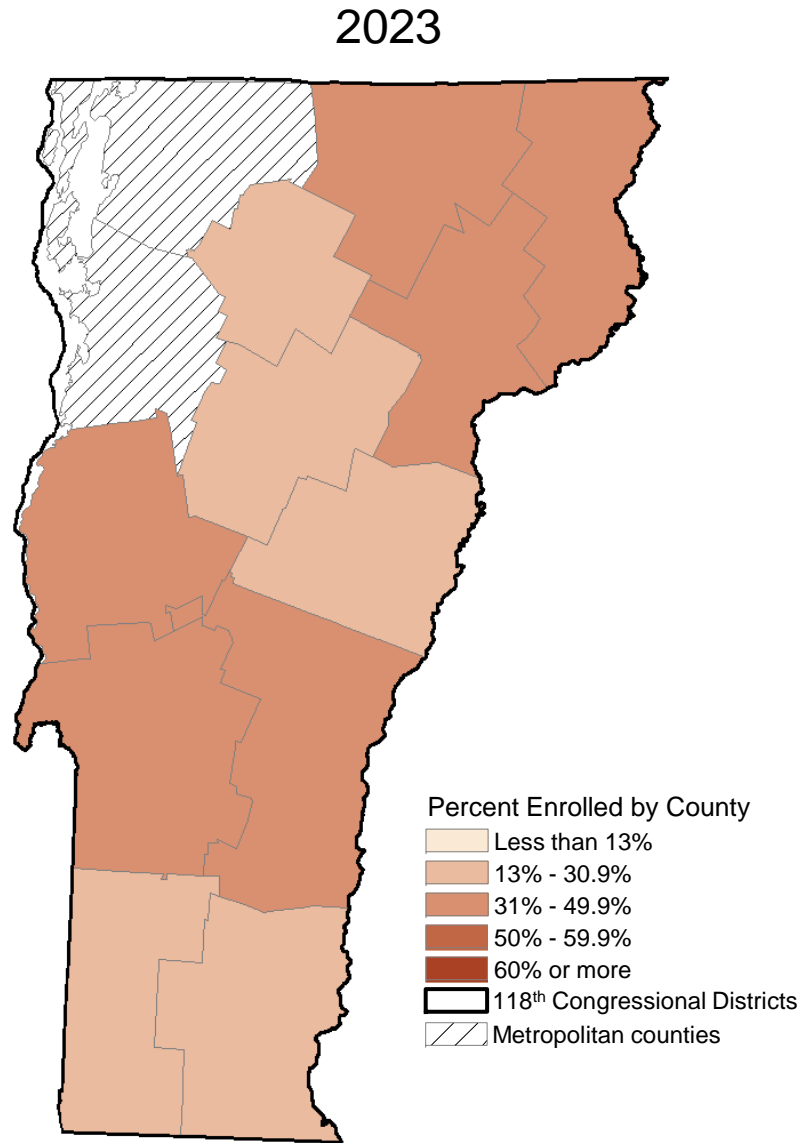 2023
Percent Enrolled by County
Less than 13%
13% - 30.9%
31% - 49.9%
50% - 59.9%
60% or more
118th Congressional Districts
Metropolitan counties